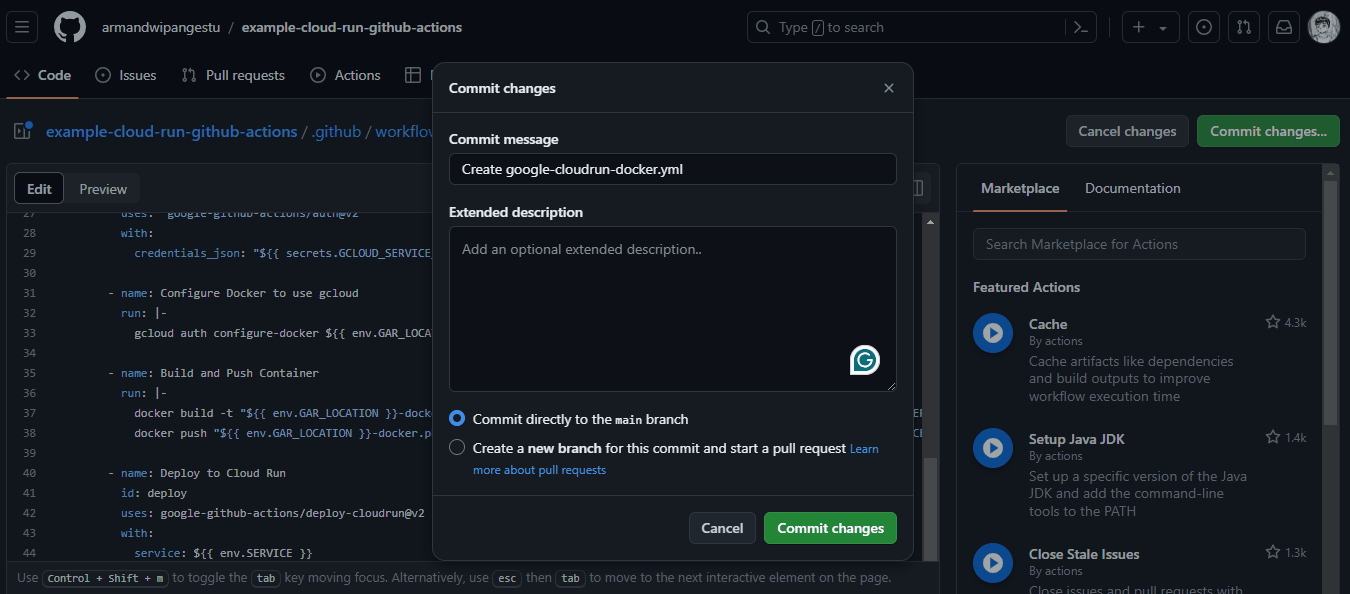 armandwipangestu / example-cloud-run-github-actions
Type / to search
Code
Issues
Pull requests
Actions
example-cloud-run-github-actions / .github /
Cancel changes
Commit changes...
Edit
Preview
27 uses: google-github-actions/auth@v2
28 with:
29 credentials_json: "${{ secrets.GCLOUD_SERVICE_
30
31 - name: Configure Docker to use gcloud
32 run: |-
33 gcloud auth configure-docker ${{ env.GAR_LOCA
34
35 - name: Build and Push Container
36 run: |-
37 docker build -t "${{ env.GAR_LOCATION }}-docke
38 docker push "${{ env.GAR_LOCATION }}-docker.p
39
40 - name: Deploy to Cloud Run
41 id: deploy
42 uses: google-github-actions/deploy-cloudrun@v2
43 with:
44 service: ${{ env.SERVICE }}
Use Control + Shift + m to toggle the tab key moving focus. Alternatively, use esc then tab to move to the next interactive element on the page.
Commit changes
Commit message
Create google-cloudrun-docker.yml
Extended description
Add an optional extended description..
Commit directly to the main branch
Create a new branch for this commit and start a pull request Learn
more about pull requests
Cancel
Commit changes
Marketplace
Documentation
Search Marketplace for Actions
Featured Actions
Cache
4.3k
By actions
Cache artifacts like dependencies
and build outputs to improve
workflow execution time
Setup Java JDK
1.4k
By actions
Set up a specific version of the Java
JDK and add the command-line
tools to the PATH
Close Stale Issues
1.3k
By actions
Close issues and pull requests with